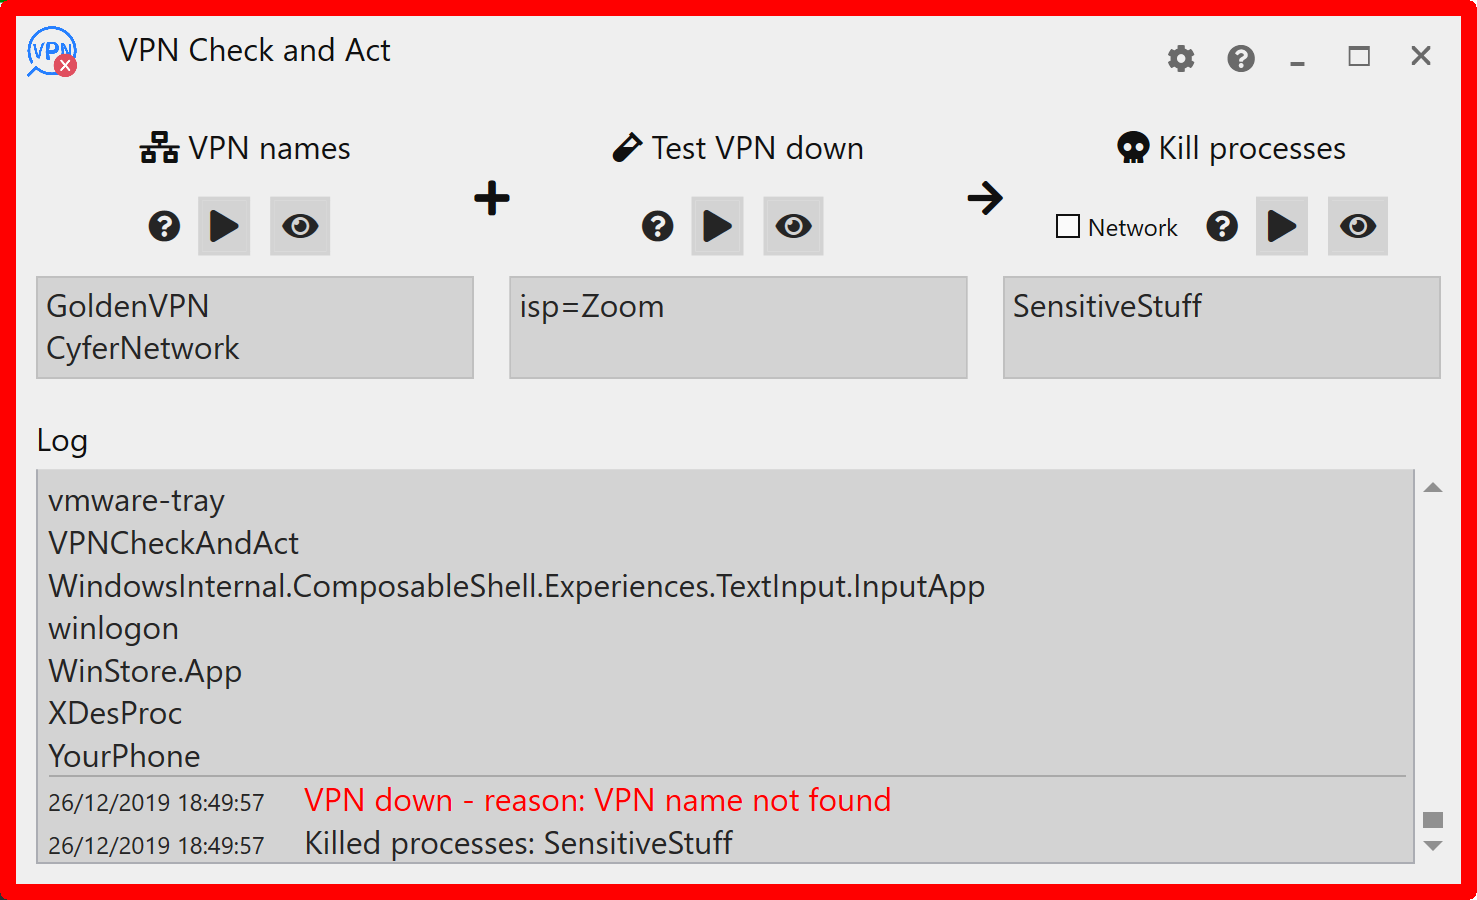 VPN
VPN Check and Act
VPN names
Test VPN down
Kill processes
Network
GoldenVPN
CyferNetwork
isp=Zoom
SensitiveStuff
Log
vmware-tray
VPNCheckAndAct
WindowsInternal.ComposableShell.Experiences.TextInput.InputApp
winlogon
WinStore.App
XDesProc
YourPhone
26/12/2019 18:49:57 VPN down - reason: VPN name not found
26/12/2019 18:49:57 Killed processes: SensitiveStuff